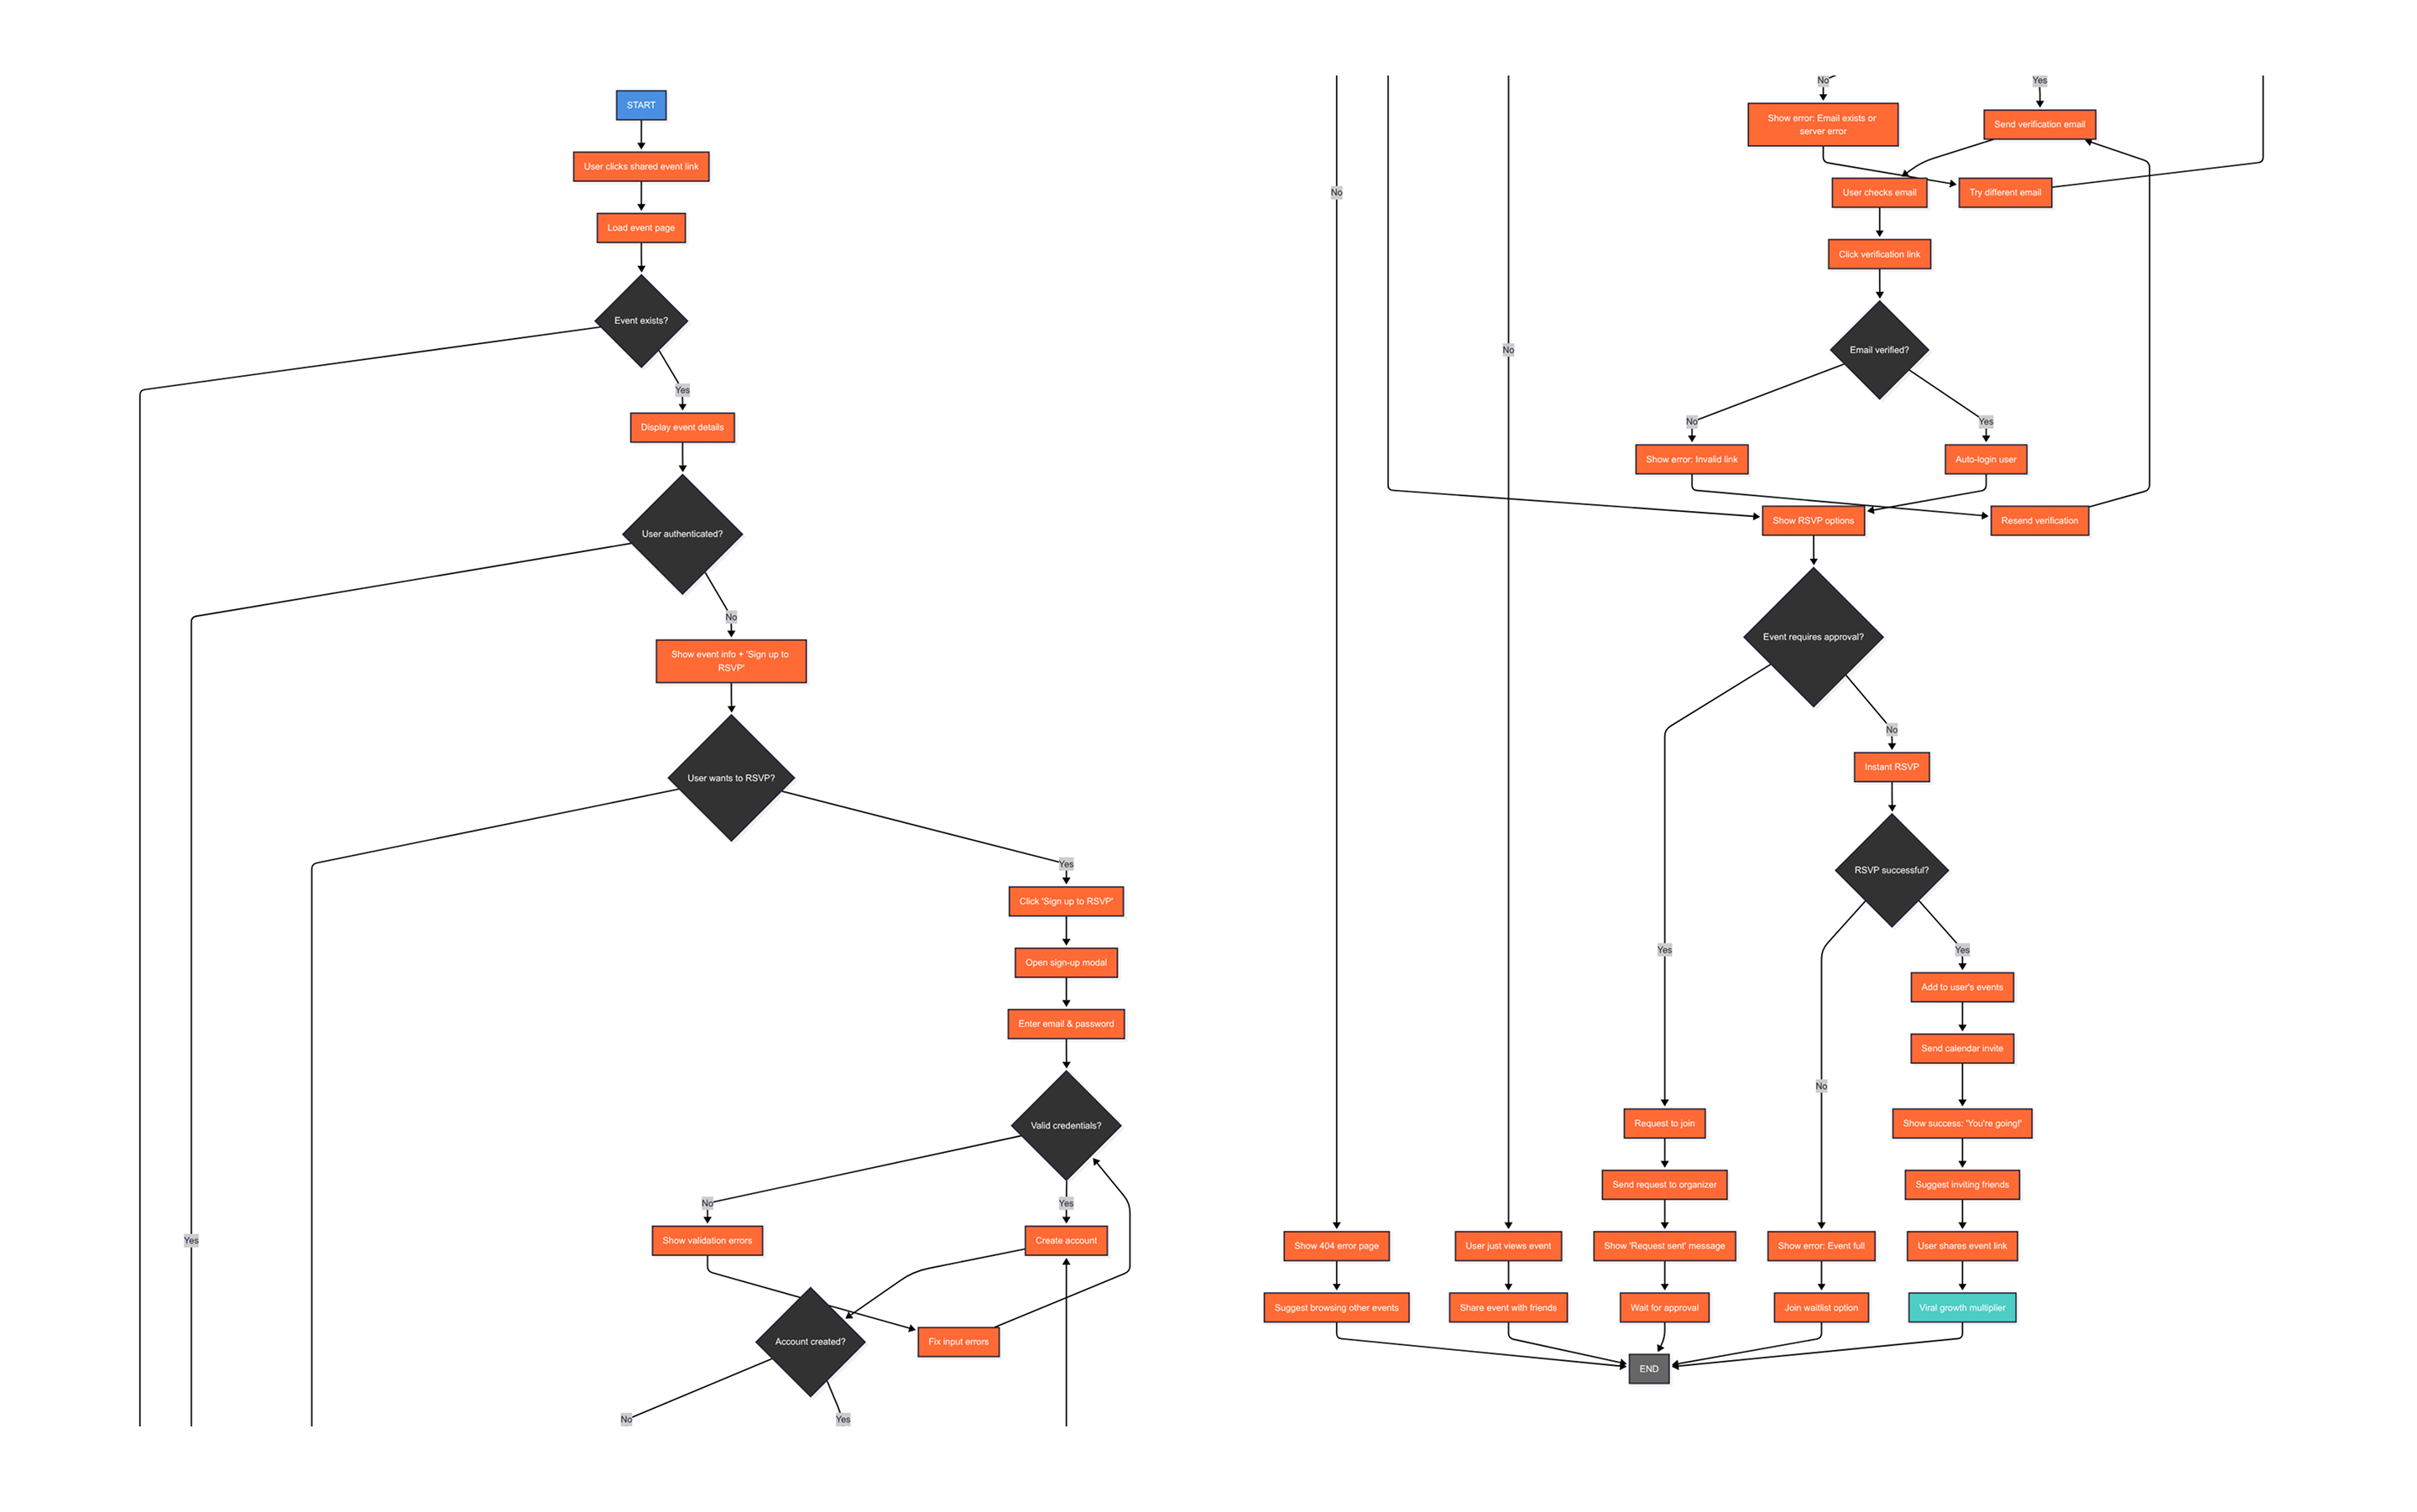 START
User clicks shared event link
Load event page
Event exists?
Yes
Display event details
User authenticated?
No
Show event info + 'Sign up to
RSVP'
User wants to RSVP?
Yes
Click 'Sign up to RSVP'
Open sign-up modal
Enter email & password
Valid credentials?
No
Yes
Show validation errors
Create account
Yes
Account created?
Fix input errors
No
Yes
No
Yes
Show error: Email exists or
server error
Send verification email
No
User checks email
Try different email
Click verification link
No
Email verified?
No
Yes
Show error: Invalid link
Auto-login user
Show RSVP options
Resend verification
Event requires approval?
No
Instant RSVP
RSVP successful?
Yes
Yes
Add to user's events
Send calendar invite
No
Request to join
Show success: 'You're going!'
Send request to organizer
Suggest inviting friends
Show 404 error page
User just views event
Show 'Request sent' message
Show error: Event full
User shares event link
Suggest browsing other events
Share event with friends
Wait for approval
Join waitlist option
Viral growth multiplier
END